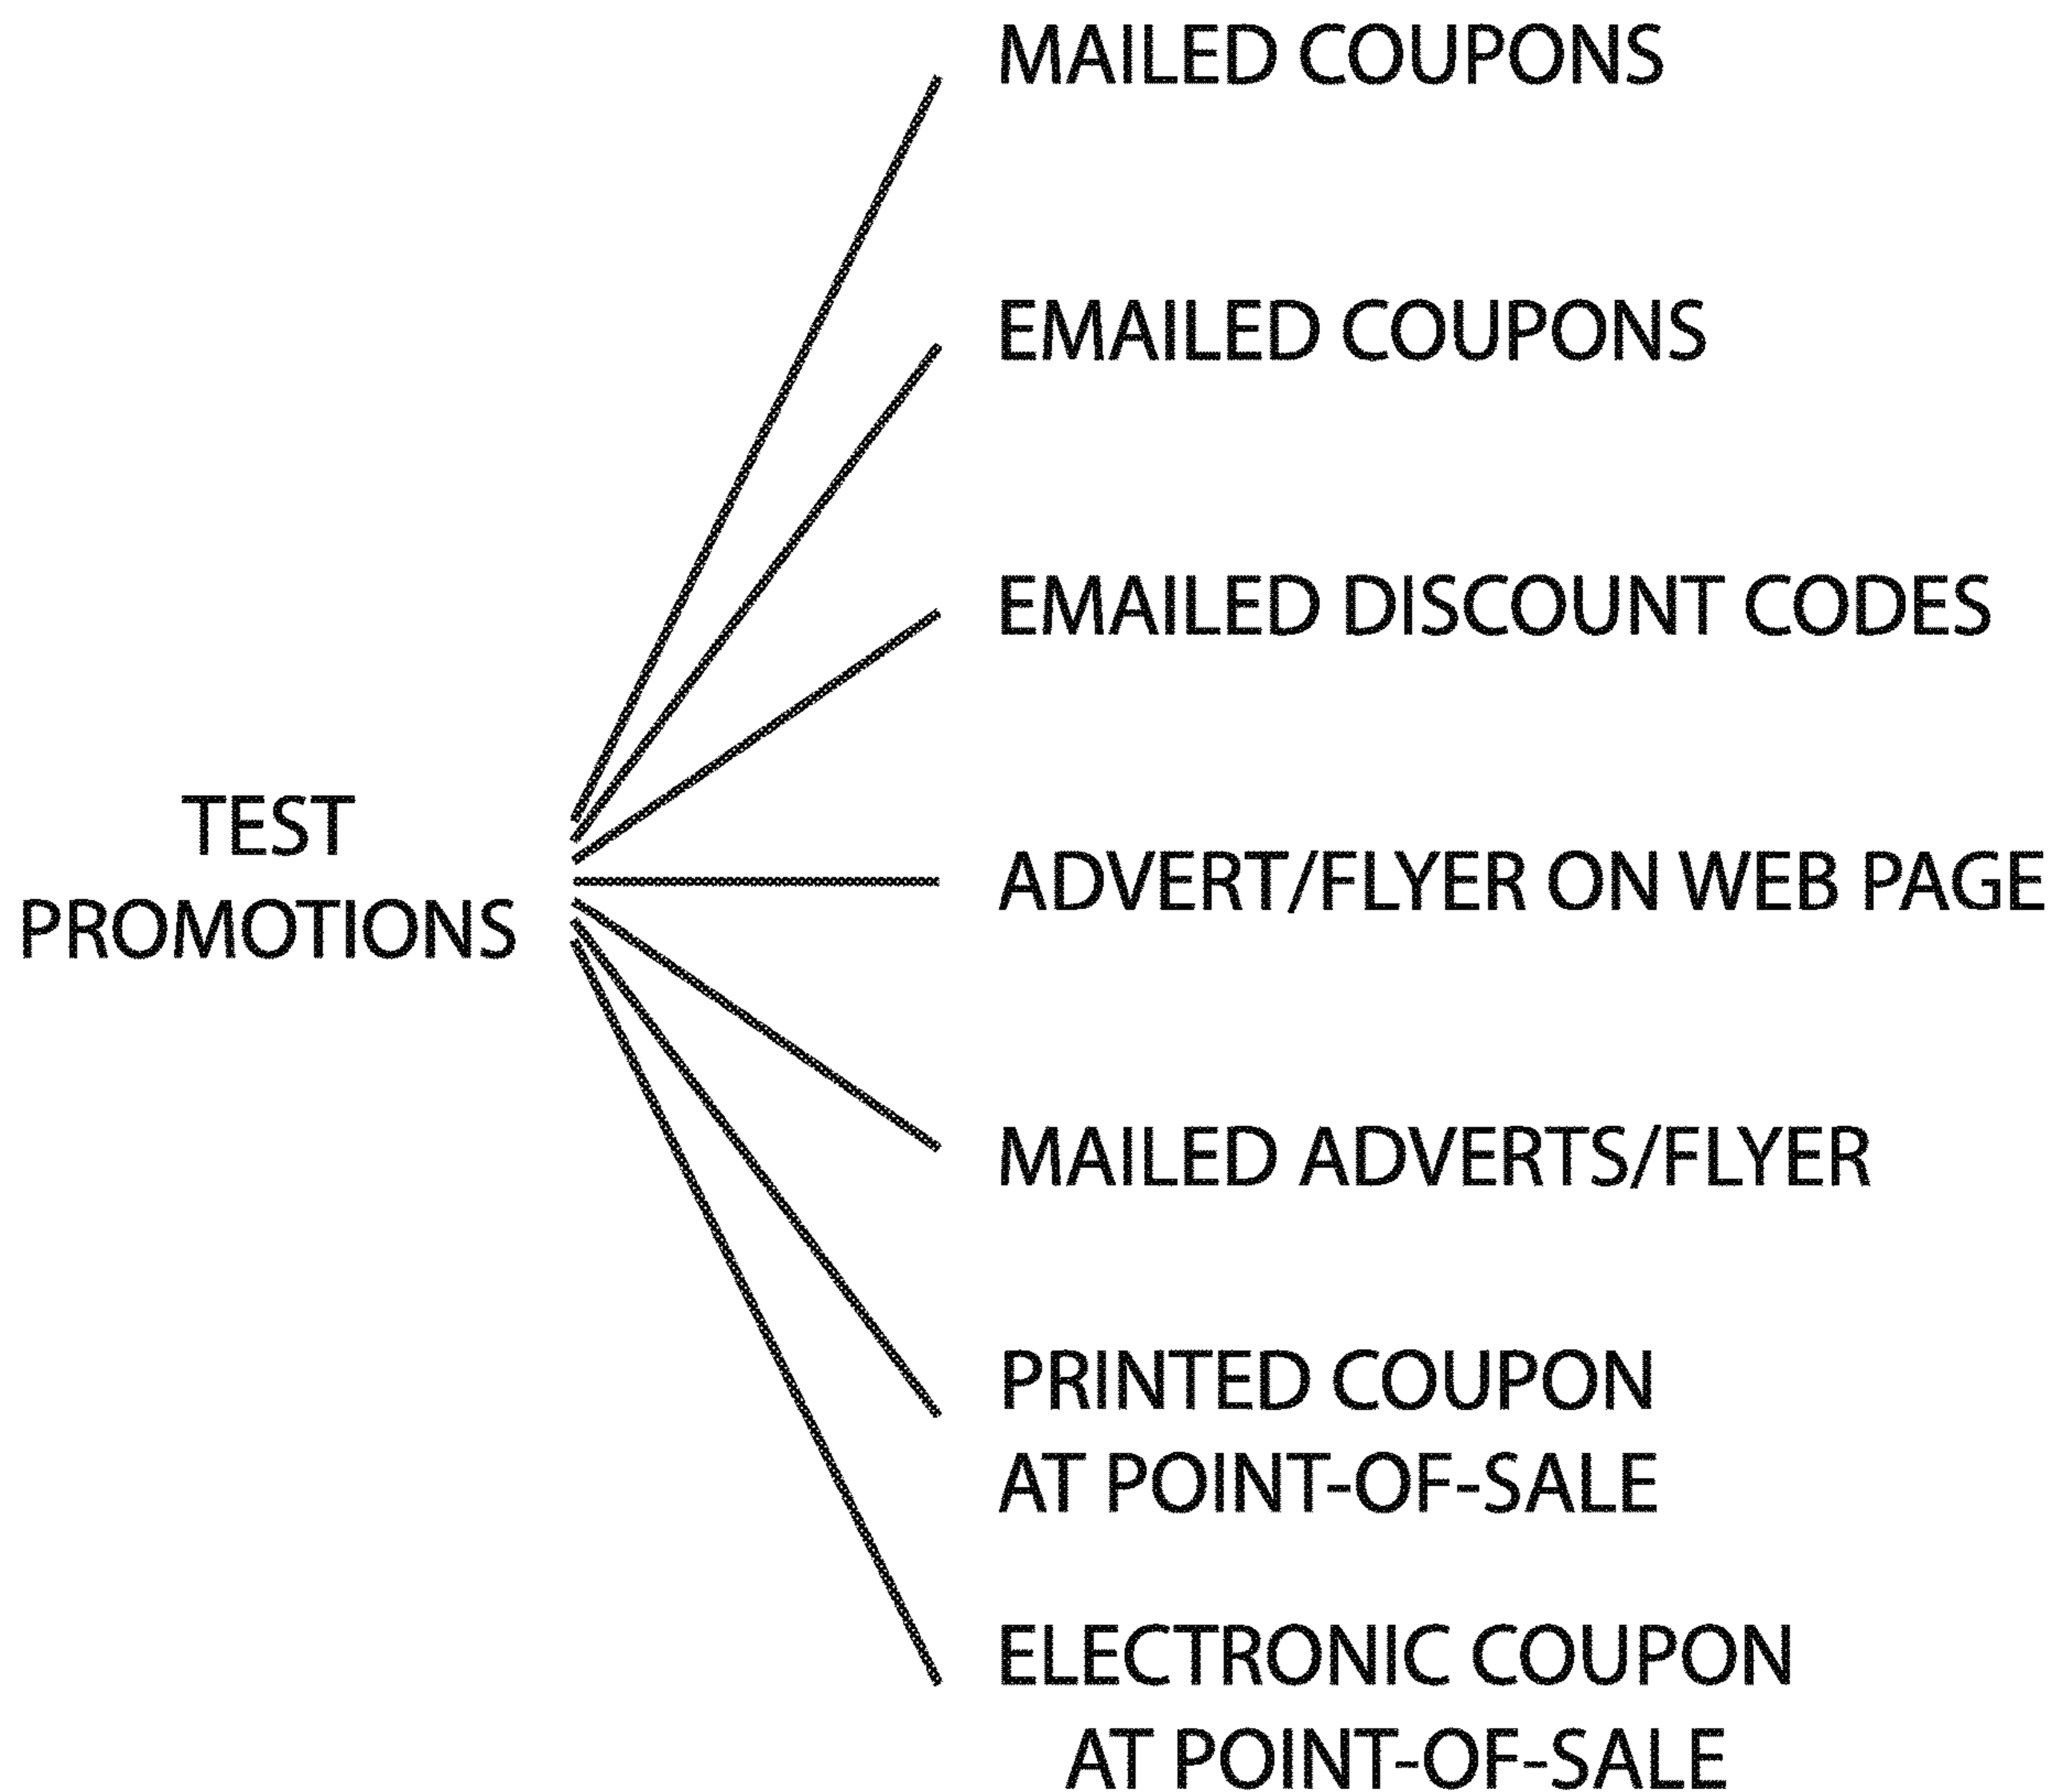 MAILED COUPONS
EMAILED COUPONS
EMAILED DISCOUNT CODES
TEST
PROMOTIONS
ADVERT/FLYER ON WEB PAGE
MAILED ADVERTS/FLYER
PRINTED COUPON
AT POINT-OF-SALE
ELECTRONIC COUPON
AT POINT-OF-SALE